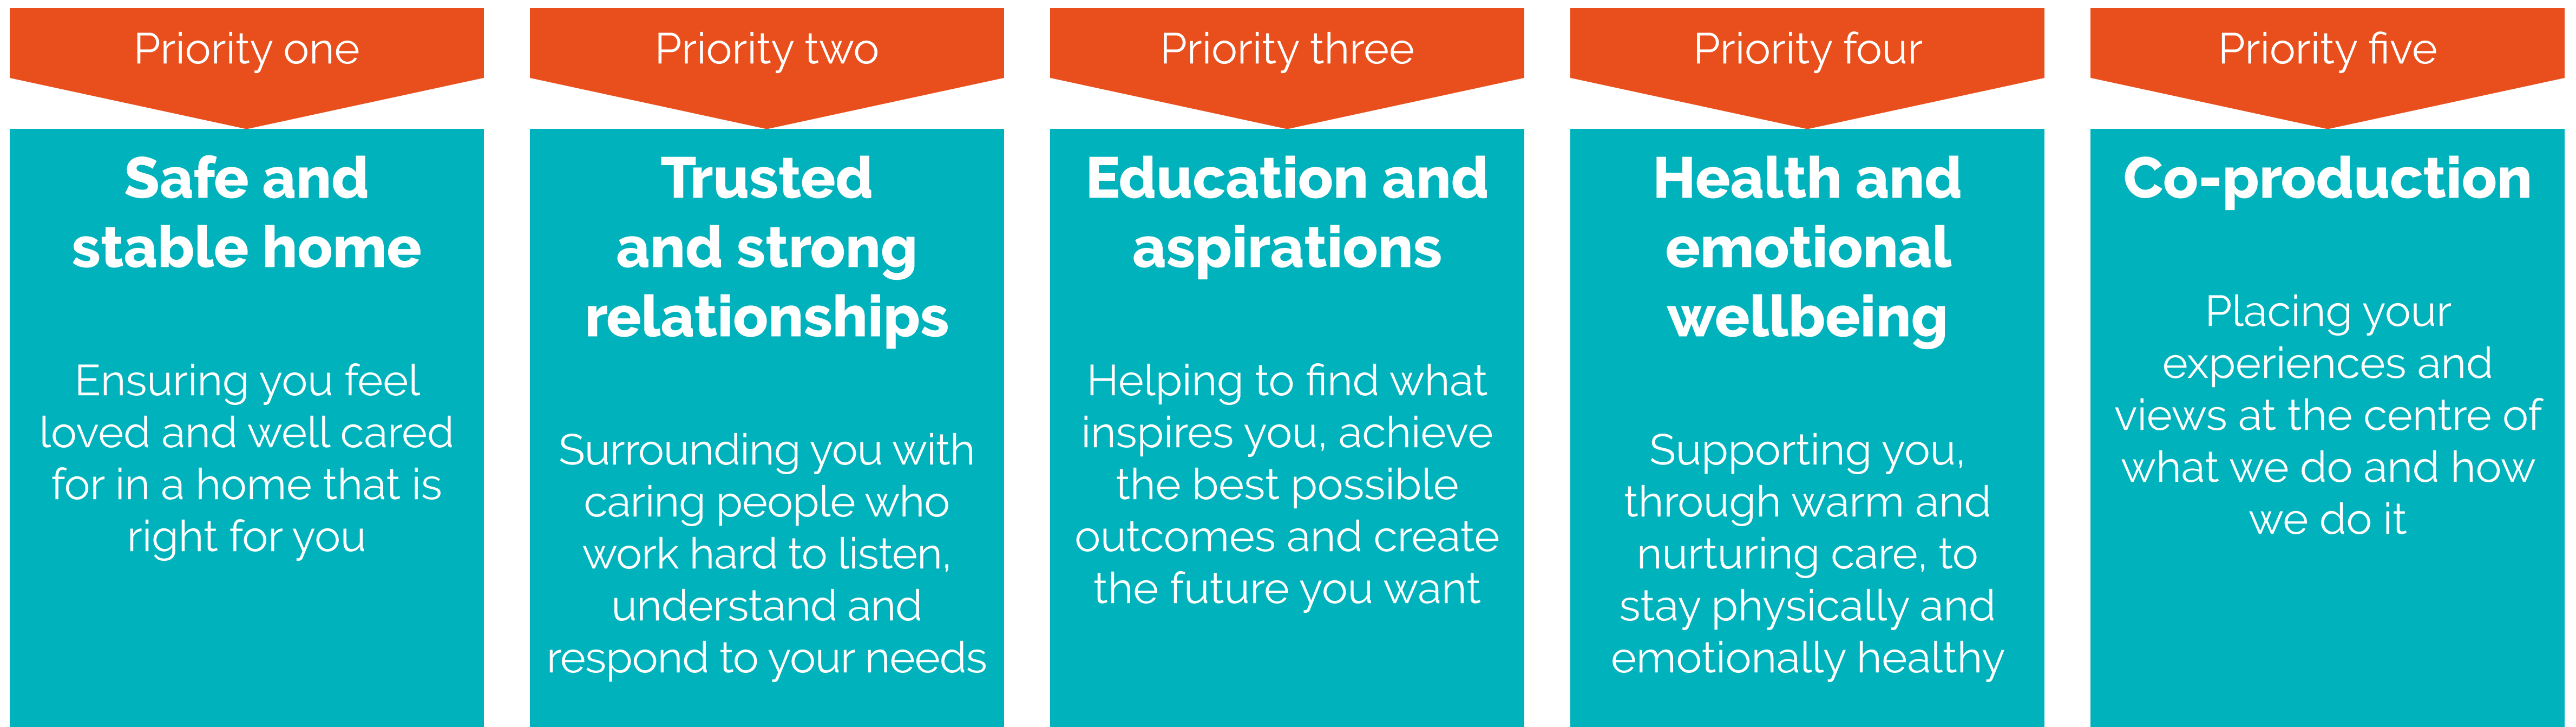 Priority one
Safe and
stable home
Ensuring you feel
loved and well cared
for in a home that is
right for you
Priority two
Trusted
and strong
relationships
Surrounding you with
caring people who
work hard to listen,
understand and
respond to your needs
Priority three
Education and
aspirations
Helping to find what
inspires you, achieve
the best possible
outcomes and create
the future you want
Priority four
Health and
emotional
wellbeing
Supporting you,
through warm and
nurturing care, to
stay physically and
emotionally healthy
Priority five
Co-production
Placing your
experiences and
views at the centre of
what we do and how
we do it